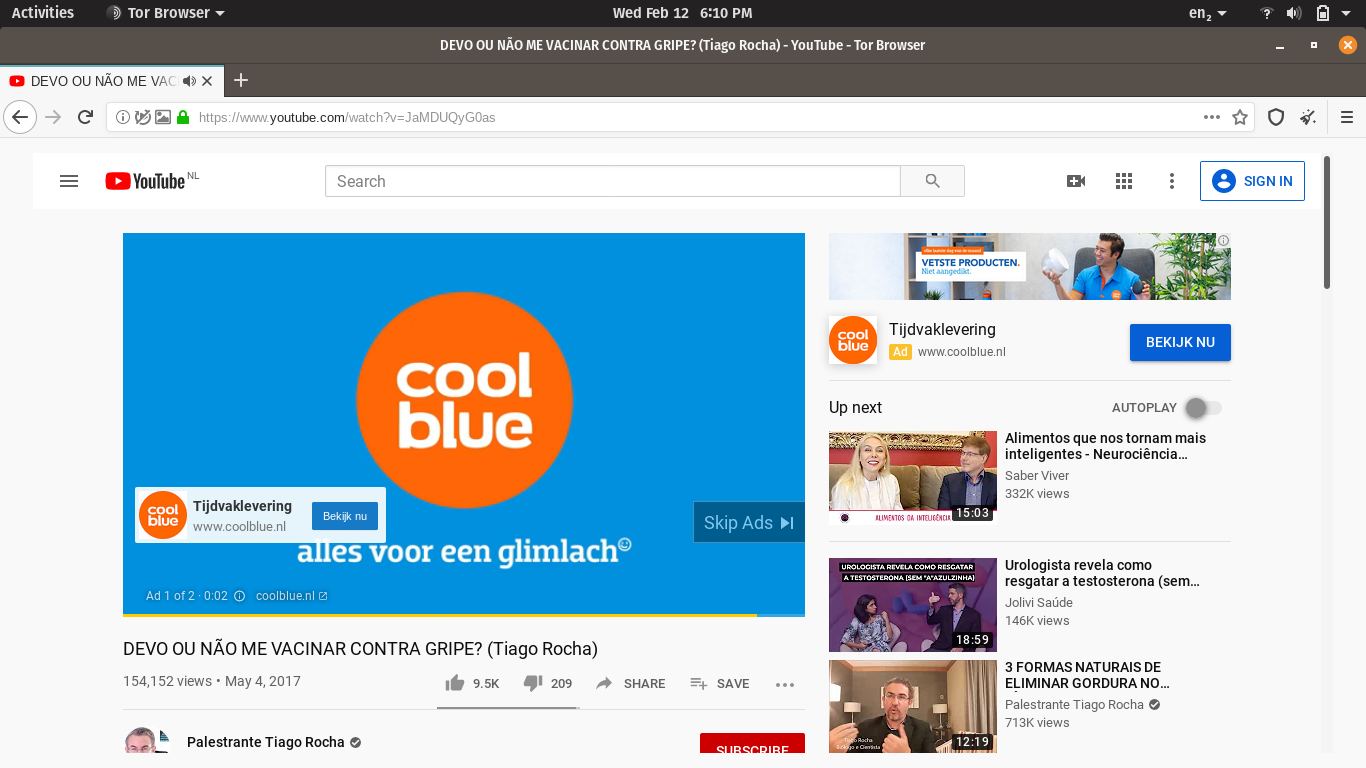 Activities
Tor Browser
Wed Feb 12 6:10 PM
en₂
DEVO OU NÃO ME VACINAR CONTRA GRIPE? (Tiago Rocha) - YouTube - Tor Browser
DEVO OU NÃO ME VACI
https://www.youtube.com/watch?v=JaMDUQyG0as
YouTube NL
Search
SIGN IN
cool
blue
Tijdvaklevering
www.coolblue.nl
Bekijk nu
Skip Ads
alles voor een glimlach
Ad 1 of 2 · 0:02
coolblue.nl
DEVO OU NÃO ME VACINAR CONTRA GRIPE? (Tiago Rocha)
154,152 views • May 4, 2017
9.5K
209
SHARE
SAVE
Palestrante Tiago Rocha
SUBSCRIBE
VETSTE PRODUCTEN.
Niet aangedikt.
cool
blue
Tijdvaklevering
Ad www.coolblue.nl
BEKIJK NU
Up next
AUTOPLAY
ALIMENTOS DA INTELIGÊNCIA
15:03
Alimentos que nos tornam mais
inteligentes - Neurociência…
Saber Viver
332K views
UROLOGISTA REVELA COMO RESGATAR
A TESTOSTERONA (SEM "A"AZULZINHA)
18:59
Urologista revela como
resgatar a testosterona (sem…
Jolivi Saúde
146K views
Tiago Rocha
Biólogo e Cientista
12:19
3 FORMAS NATURAIS DE
ELIMINAR GORDURA NO…
Palestrante Tiago Rocha
713K views